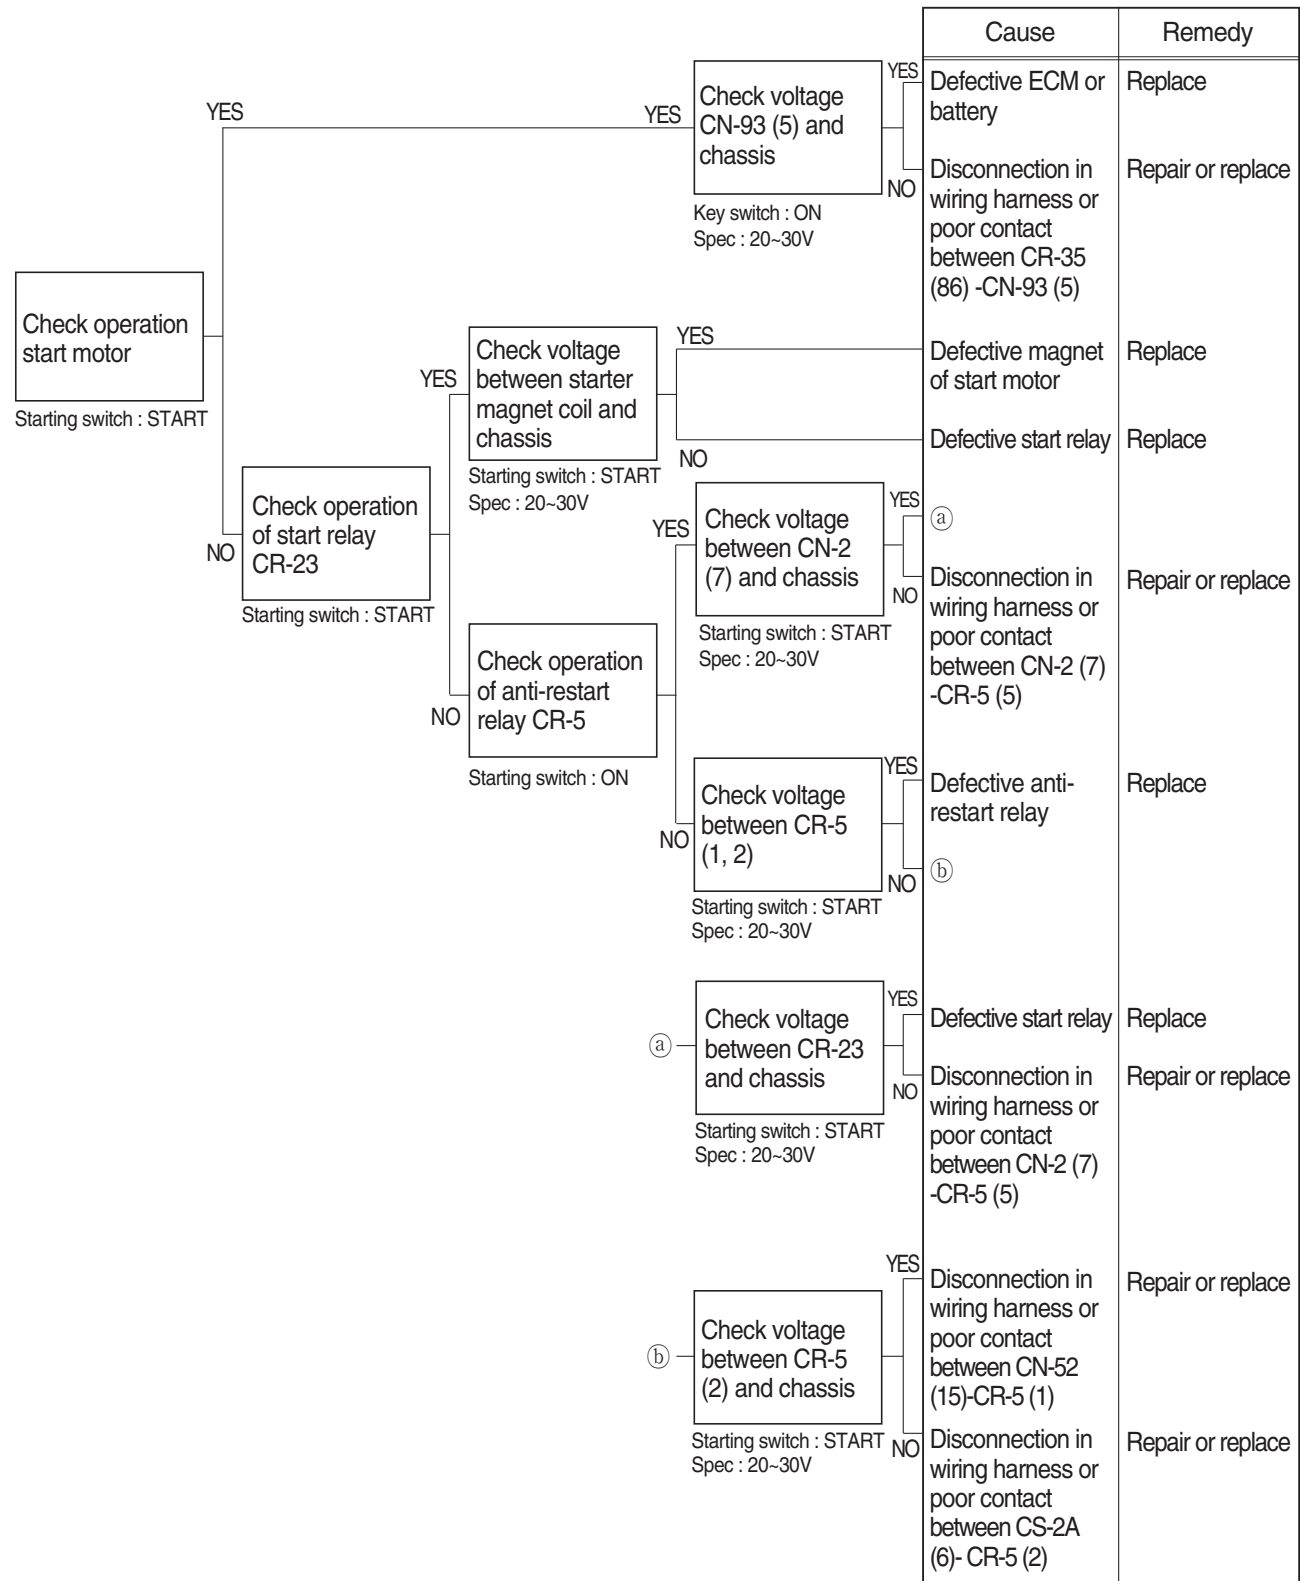 Cause
Remedy
YES
YES
Check voltage
CN-93 (5) and
chassis
Key switch : ON
Spec : 20~30V
YES
Defective ECM or
battery
Replace
NO
Disconnection in
wiring harness or
poor contact
between CR-35
(86) -CN-93 (5)
Repair or replace
Check operation
start motor
Starting switch : START
YES
Check voltage
between starter
magnet coil and
chassis
Starting switch : START
Spec : 20~30V
YES
Defective magnet
of start motor
Replace
NO
Defective start relay
Replace
NO
Check operation
of start relay
CR-23
Starting switch : START
YES
Check voltage
between CN-2
(7) and chassis
Starting switch : START
Spec : 20~30V
YES
ⓐ
NO
Disconnection in
wiring harness or
poor contact
between CN-2 (7)
-CR-5 (5)
Repair or replace
NO
Check operation
of anti-restart
relay CR-5
Starting switch : ON
NO
Check voltage
between CR-5
(1, 2)
Starting switch : START
Spec : 20~30V
YES
Defective anti-
restart relay
Replace
NO
ⓑ
ⓐ
Check voltage
between CR-23
and chassis
Starting switch : START
Spec : 20~30V
YES
Defective start relay
Replace
NO
Disconnection in
wiring harness or
poor contact
between CN-2 (7)
-CR-5 (5)
Repair or replace
ⓑ
Check voltage
between CR-5
(2) and chassis
Starting switch : START
Spec : 20~30V
YES
Disconnection in
wiring harness or
poor contact
between CN-52
(15)-CR-5 (1)
Repair or replace
NO
Disconnection in
wiring harness or
poor contact
between CS-2A
(6)- CR-5 (2)
Repair or replace